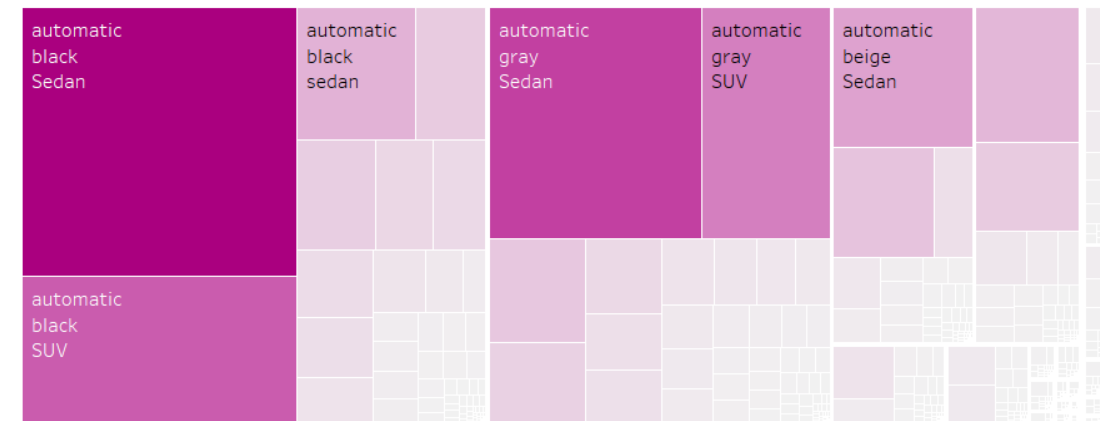 automatic
black
Sedan
automatic
black
SUV
automatic
black
sedan
automatic
gray
Sedan
automatic
gray
SUV
automatic
beige
Sedan